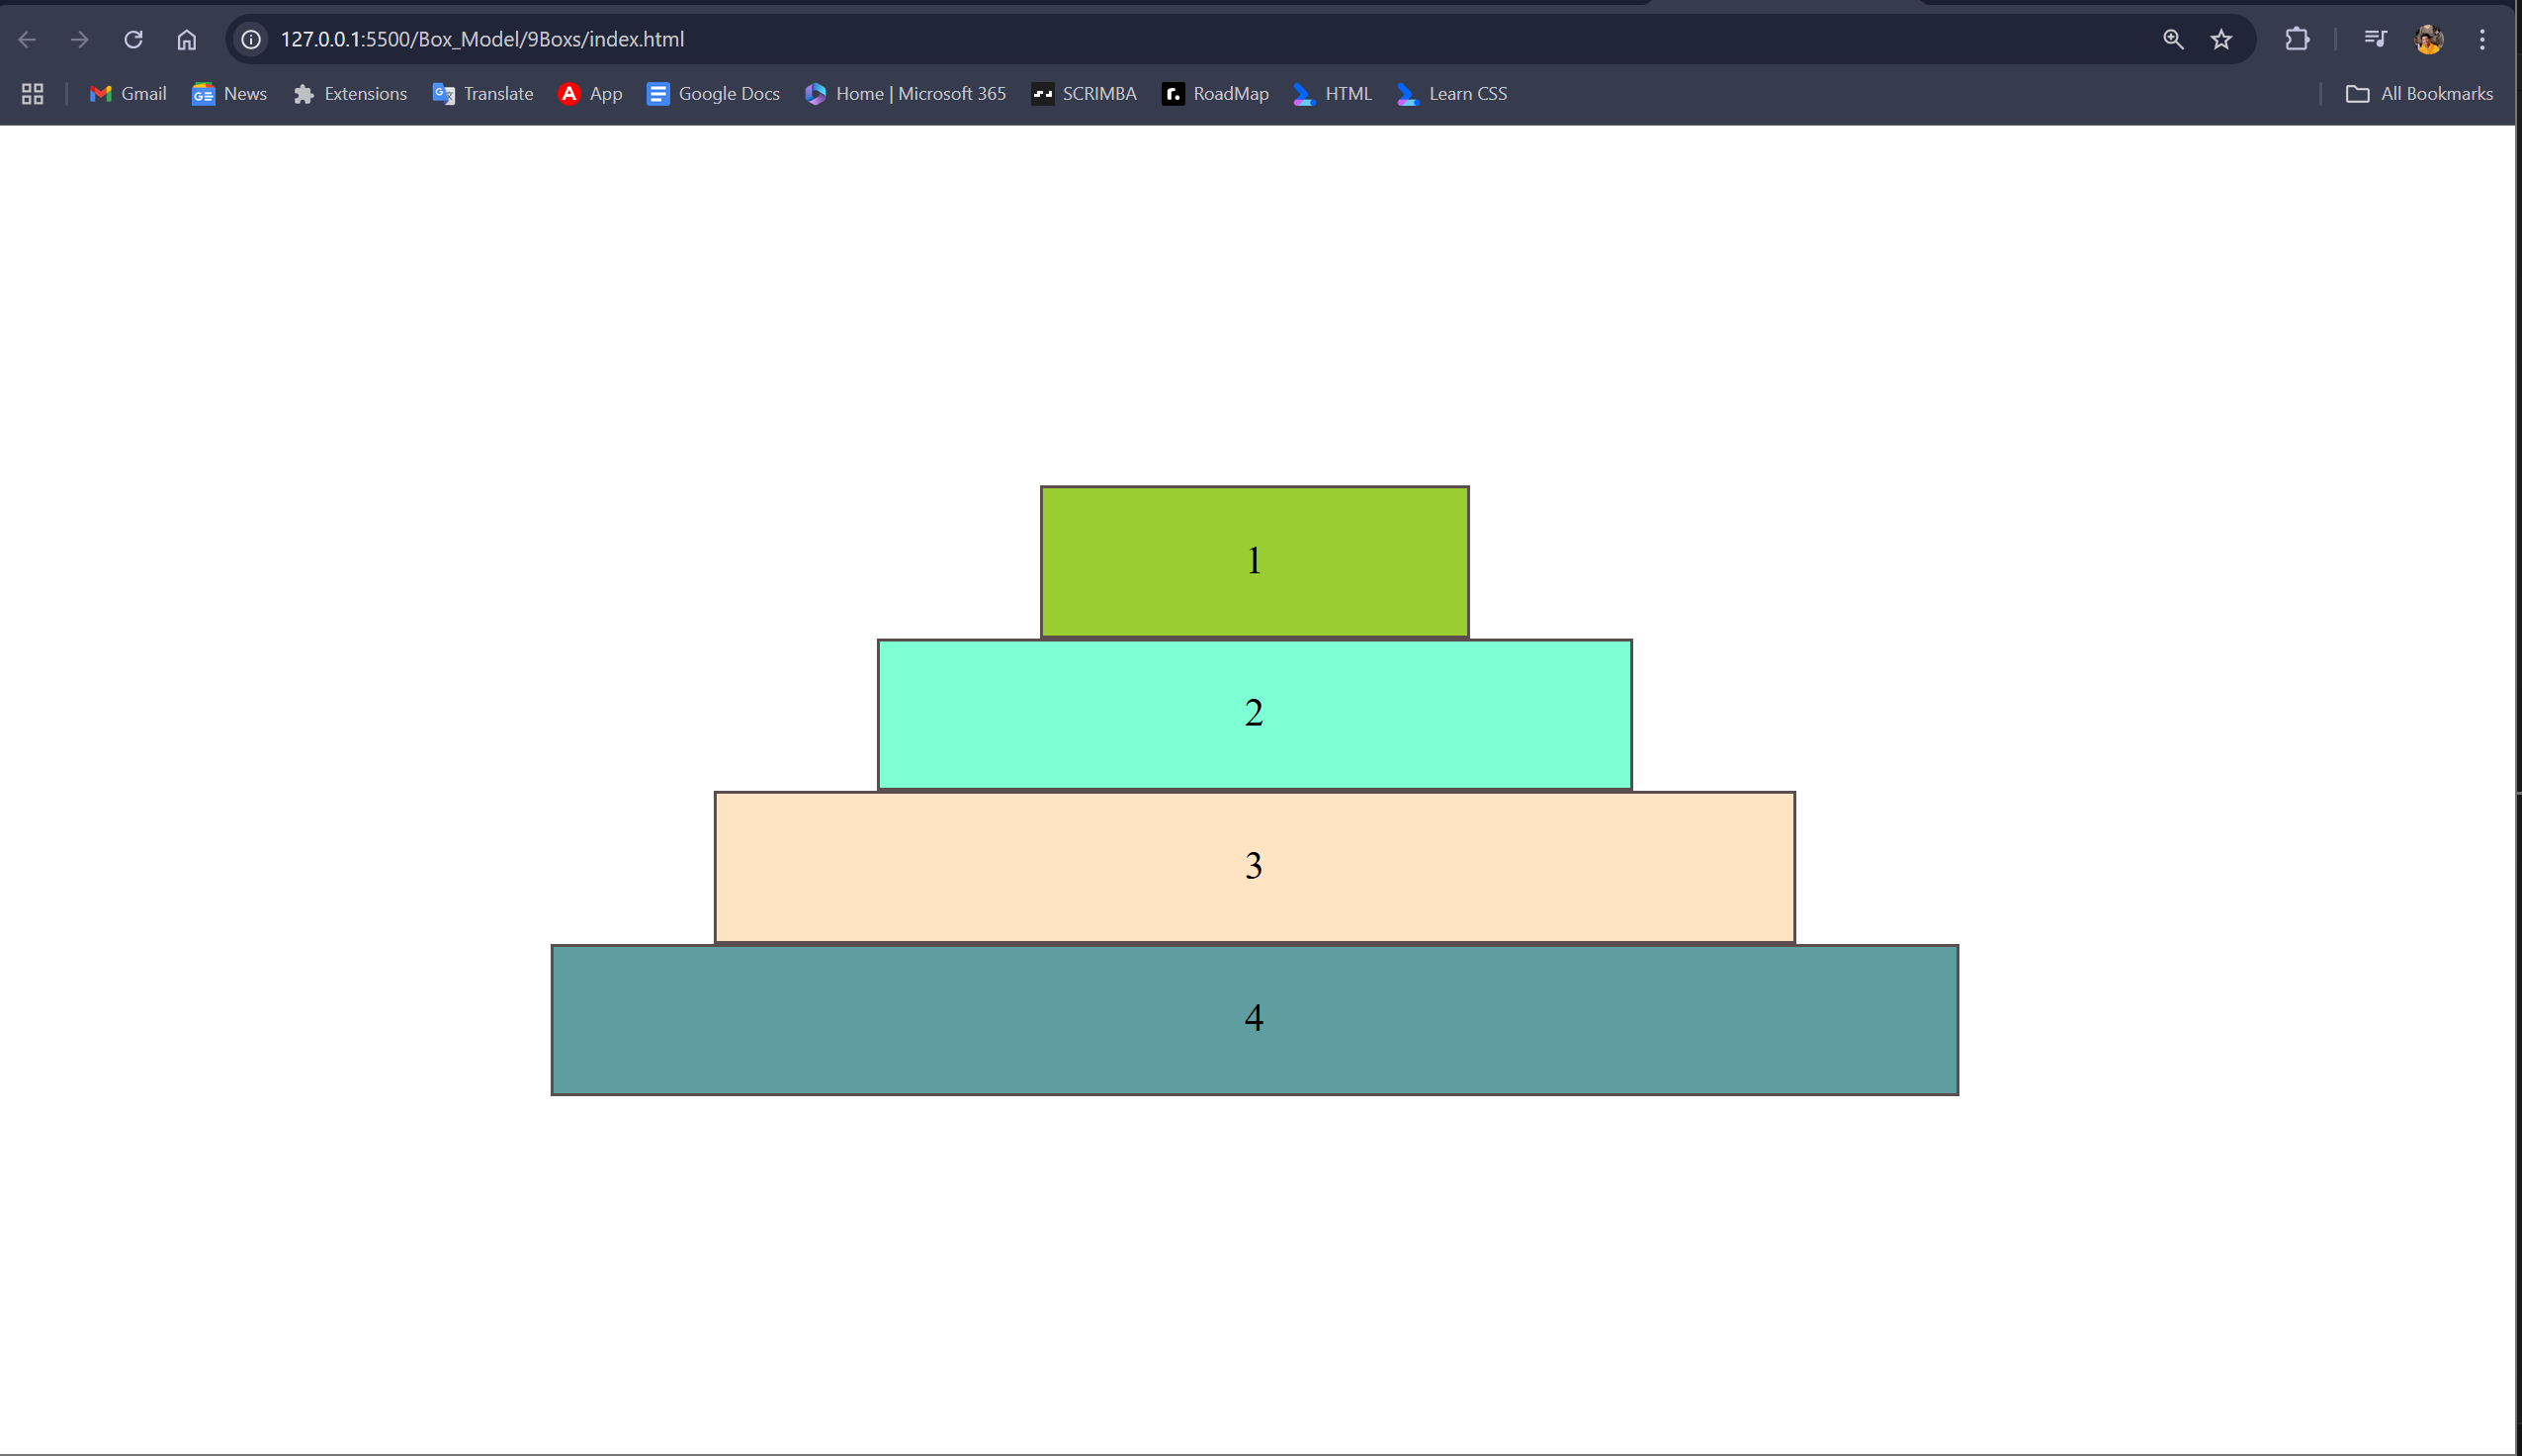 127.0.0.1:5500/Box_Model/9Boxs/index.html
Gmail News Extensions Translate App Google Docs Home | Microsoft 365 SCRIMBA RoadMap HTML Learn CSS All Bookmarks
1
2
3
4